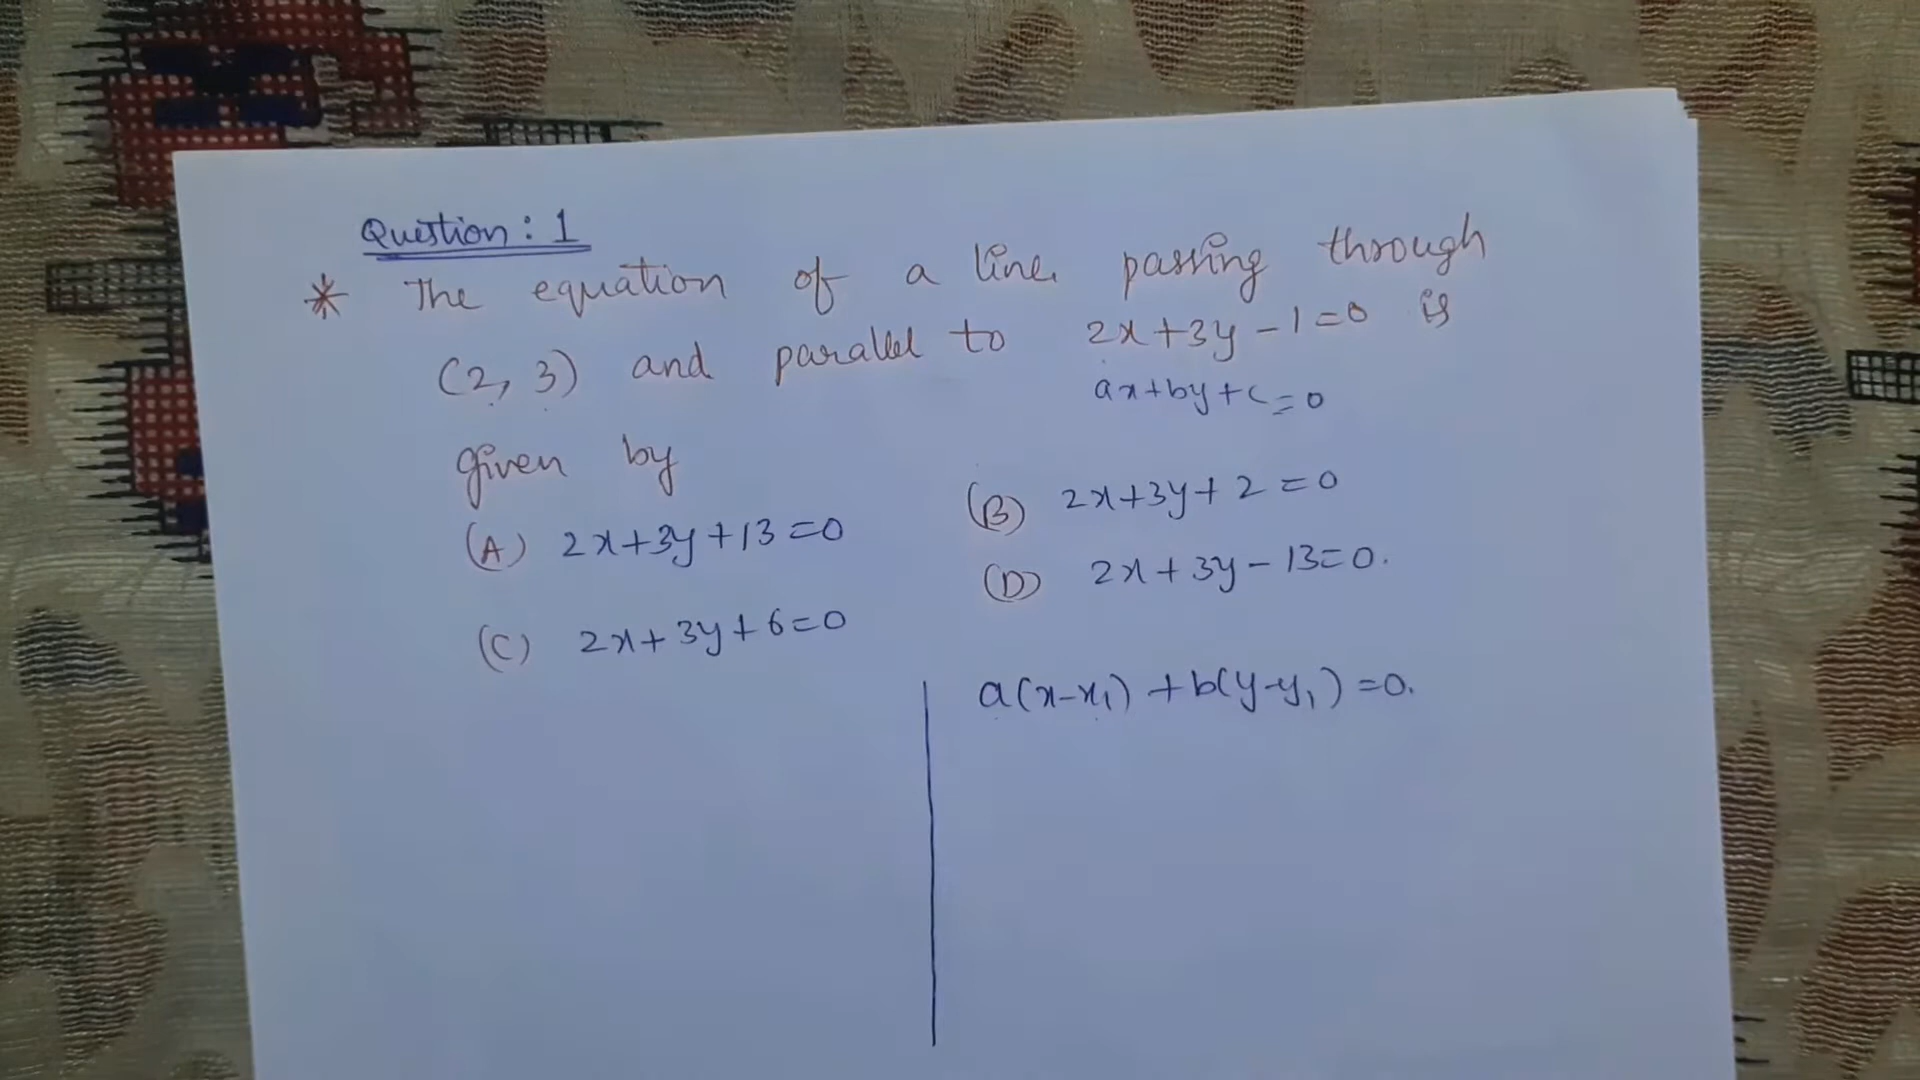 Question: 1
* The equation of a line passing through
(2, 3) and parallel to 2x+3y-1=0 is
ax+by+c=0
given by
(A) 2x+3y+13=0 (B) 2x+3y+2=0
(C) 2x+3y+6=0 (D) 2x+3y-13=0.
a(x-x₁)+b(y-y₁)=0.